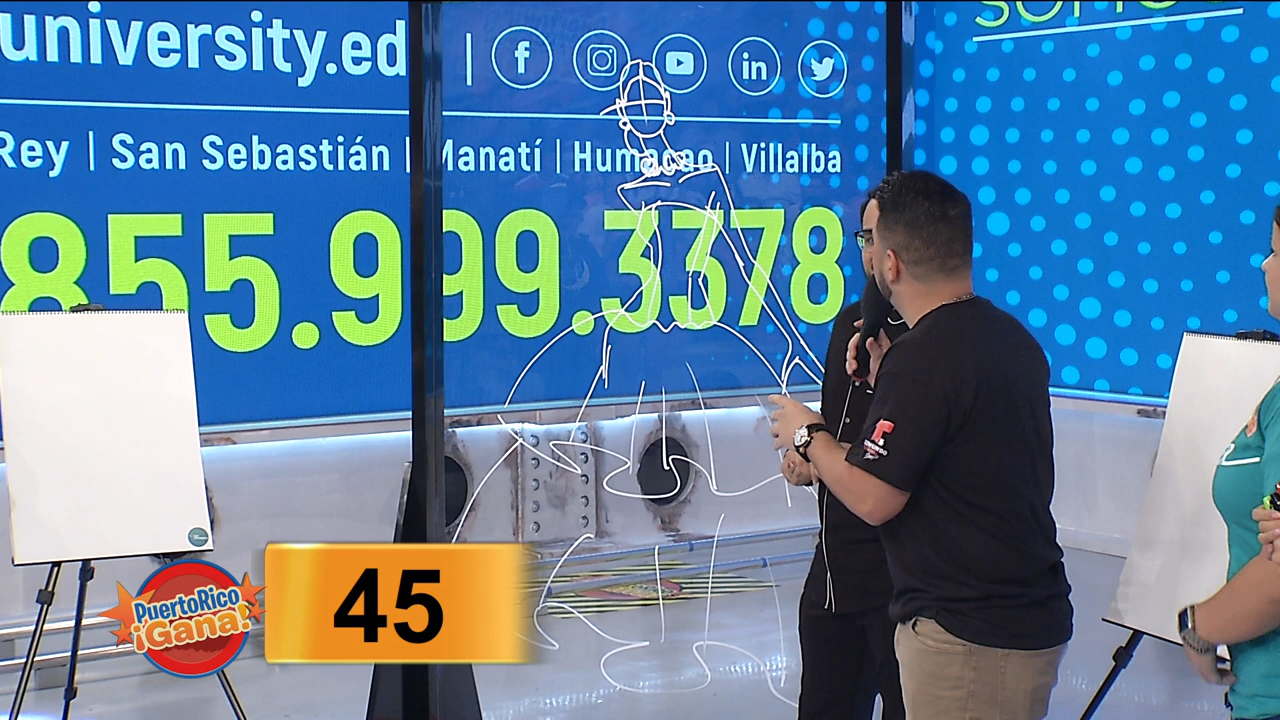 university.ed
Rey | San Sebastián | Manatí | Humacao | Villalba
855.999.3378
PuertoRico
¡Gana!
45